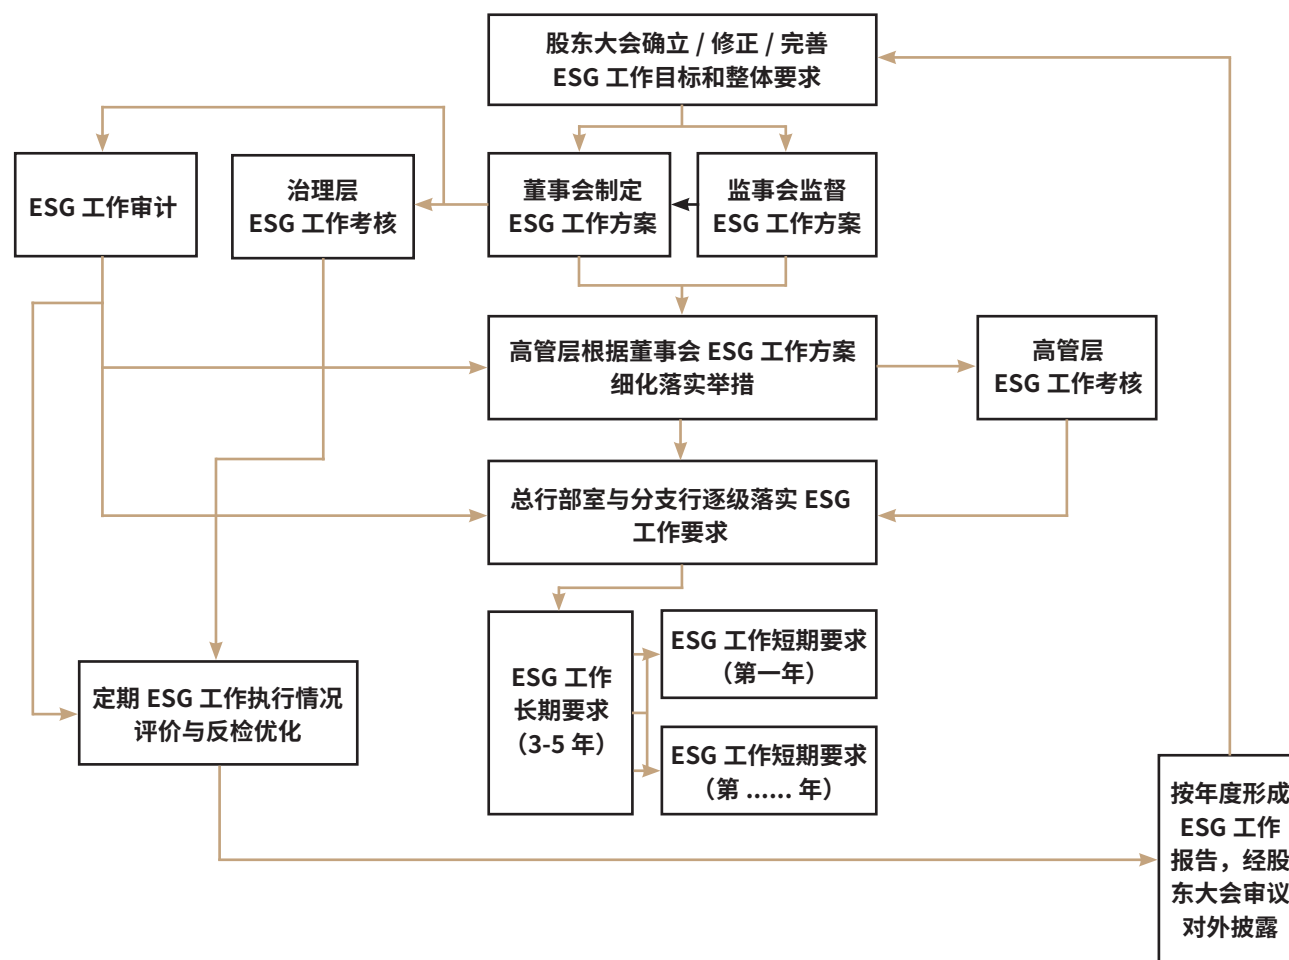 股东大会确立 / 修正 / 完善
ESG 工作目标和整体要求
ESG 工作审计
治理层
ESG 工作考核
董事会制定
ESG 工作方案
监事会监督
ESG 工作方案
高管层根据董事会 ESG 工作方案
细化落实举措
高管层
ESG 工作考核
总行部室与分支行逐级落实 ESG
工作要求
ESG 工作
长期要求
（3-5 年）
ESG 工作短期要求
（第一年）
ESG 工作短期要求
（第 ...... 年）
定期 ESG 工作执行情况
评价与反检优化
按年度形成
ESG 工作
报告，经股
东大会审议
对外披露